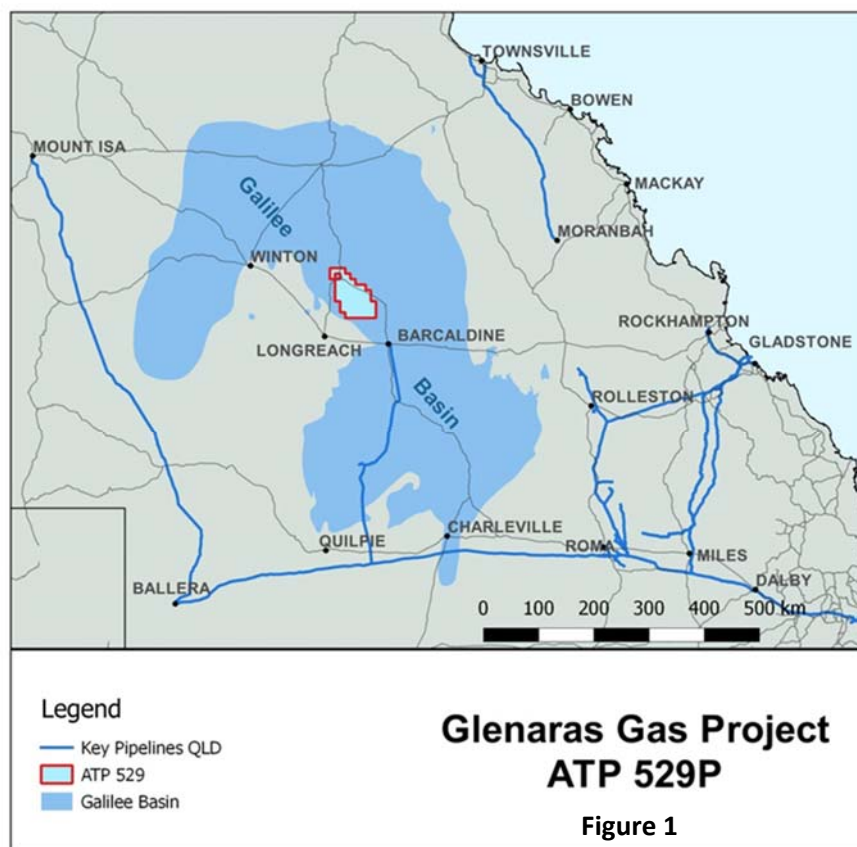 TOWNSVILLE
BOWEN
MOUNT ISA
MACKAY
Galilee
MORANBAH
WINTON
ROCKHAMPTON
GLADSTONE
LONGREACH
BARCALDINE
Basin
ROLLESTON
QUILPIE
CHARLEVILLE
ROMA
MILES
BALLERA
DALBY
0 100 200 300 400 500 km
Legend
Key Pipelines QLD
ATP 529
Galilee Basin
Glenaras Gas Project
ATP 529P
Figure 1